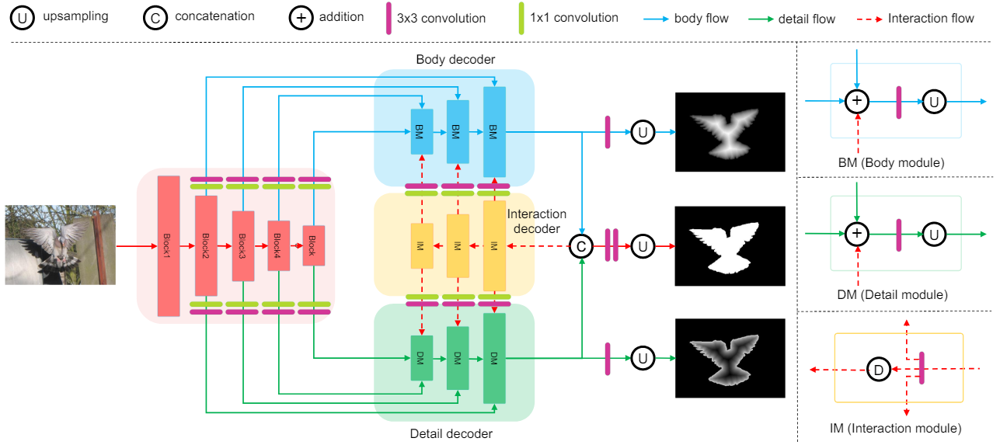 U upsampling C concatenation + addition 3x3 convolution 1x1 convolution body flow detail flow Interaction flow
Body decoder
BM
BM
BM
U
Block1
Block2
Block3
Block4
Block
Interaction
decoder
IM
IM
IM
C
U
DM
DM
DM
U
Detail decoder
+
U
BM (Body module)
+
U
DM (Detail module)
D
IM (Interaction module)